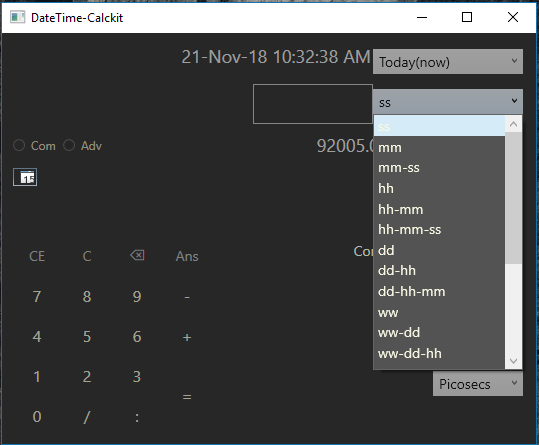 DateTime-Calckit
21-Nov-18 10:32:38 AM
Today(now)
ss
92005.0
Com
Adv
15
ss
mm
mm-ss
hh
hh-mm
hh-mm-ss
dd
dd-hh
dd-hh-mm
ww
ww-dd
ww-dd-hh
CE
C
Ans
7
8
9
-
4
5
6
+
1
2
3
=
0
/
:
Picosecs